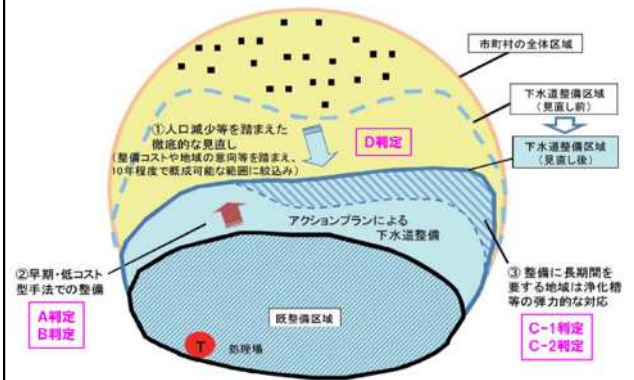 市町村の全体区域
下水道整備区域
(見直し前)
下水道整備区域
(見直し後)
①人口減少等を踏まえた
徹底的な見直し
(整備コストや地域の意向等を踏まえ、
10年程度で概成可能な範囲に絞込み)
D判定
アクションプランによる
下水道整備
②早期・低コスト
型手法での整備
A判定
B判定
③ 整備に長期間を
要する地域は浄化槽
等の弾力的な対応
C-1判定
C-2判定
既整備区域
T
処理場